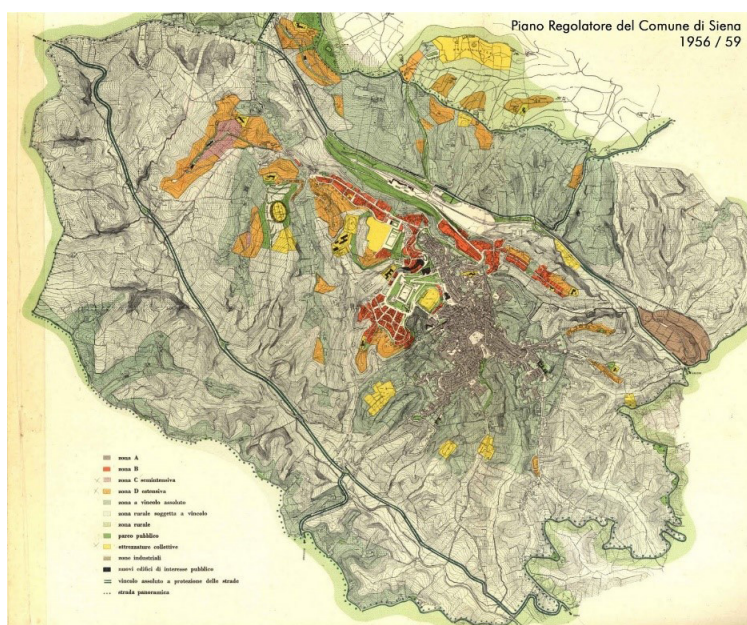 Piano Regolatore del Comune di Siena
1956 / 59
zona A
zona B
zona C semintensiva
zona D estensiva
zona a vincolo assoluto
zona rurale soggetta a vincolo
zona rurale
parco pubblico
attrezzature collettive
zone industriali
nuovi edifici di interesse pubblico
vincolo assoluto a protezione delle strade
strada panoramica